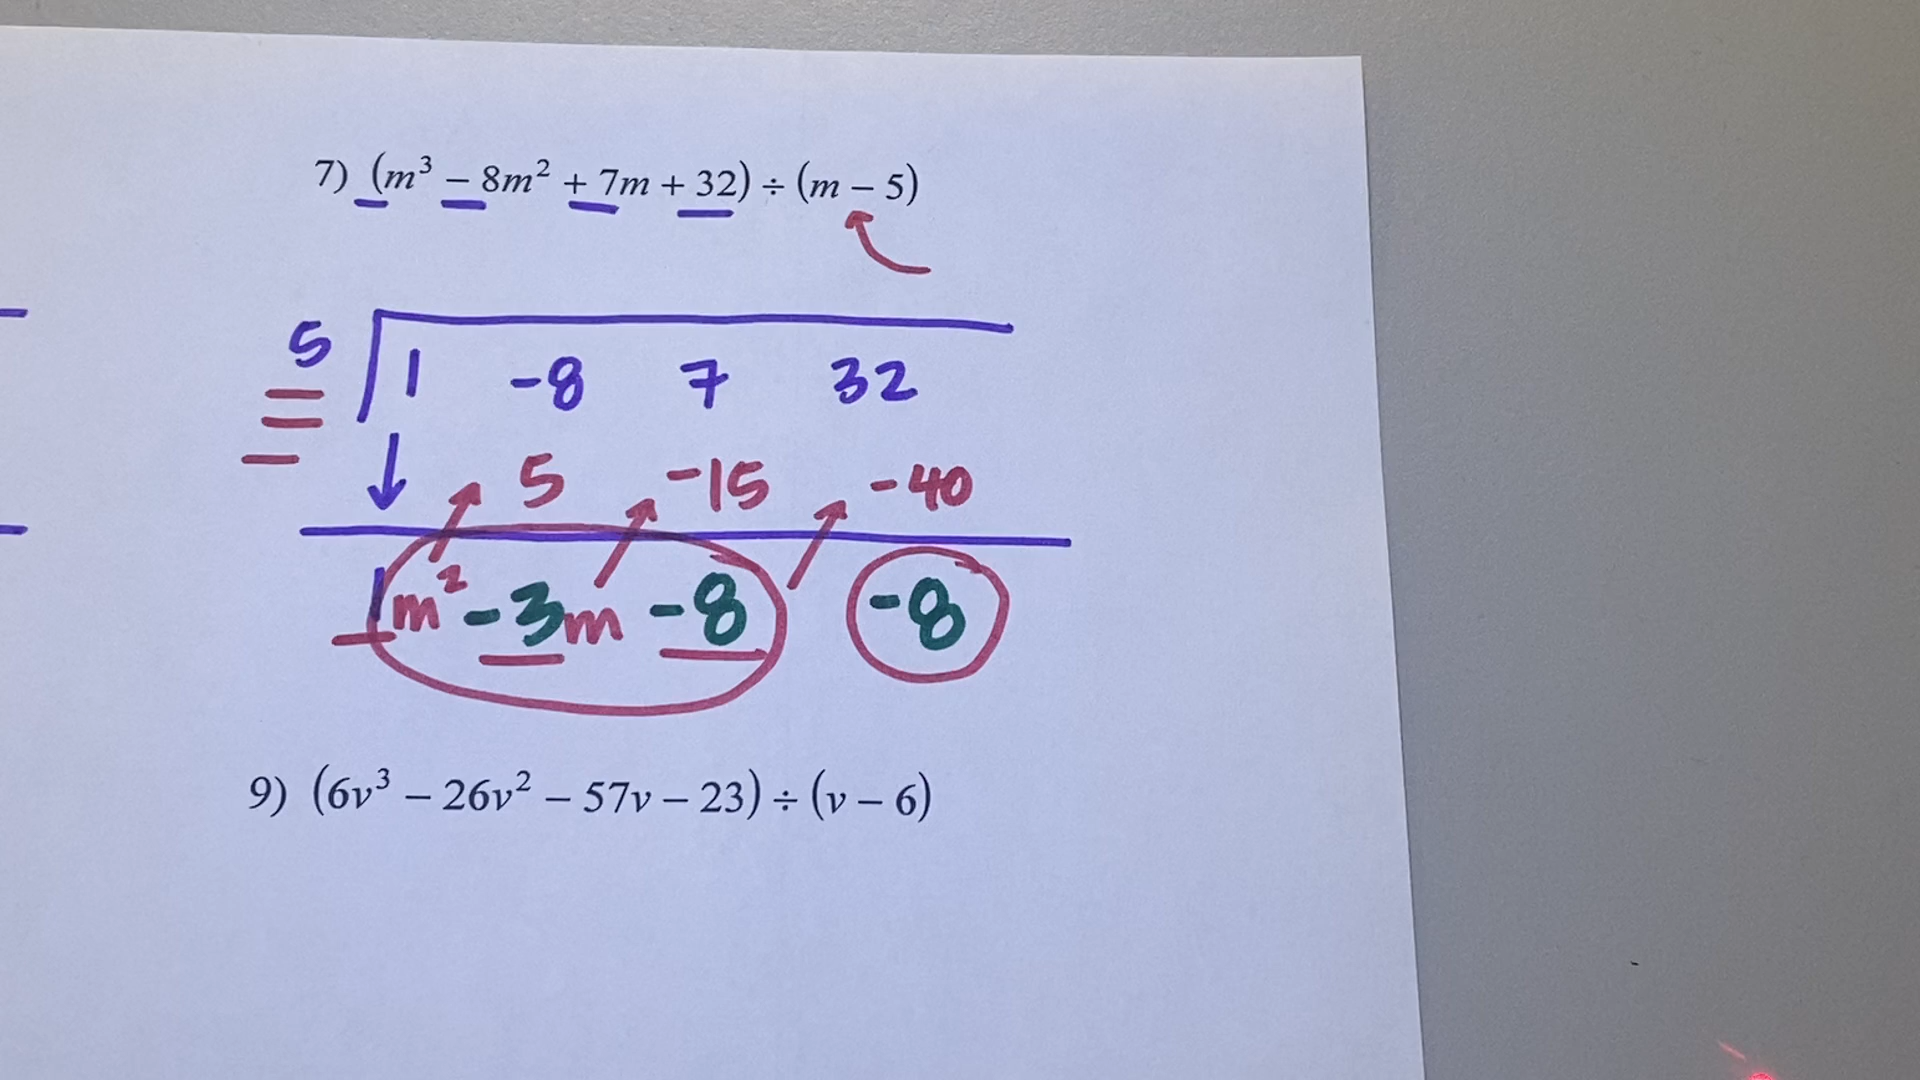 7) (m³ − 8m² + 7m + 32) ÷ (m − 5)
5 1 -8 7 32
5 -15 -40
1m² -3m -8 -8
9) (6v³ − 26v² − 57v − 23) ÷ (v − 6)